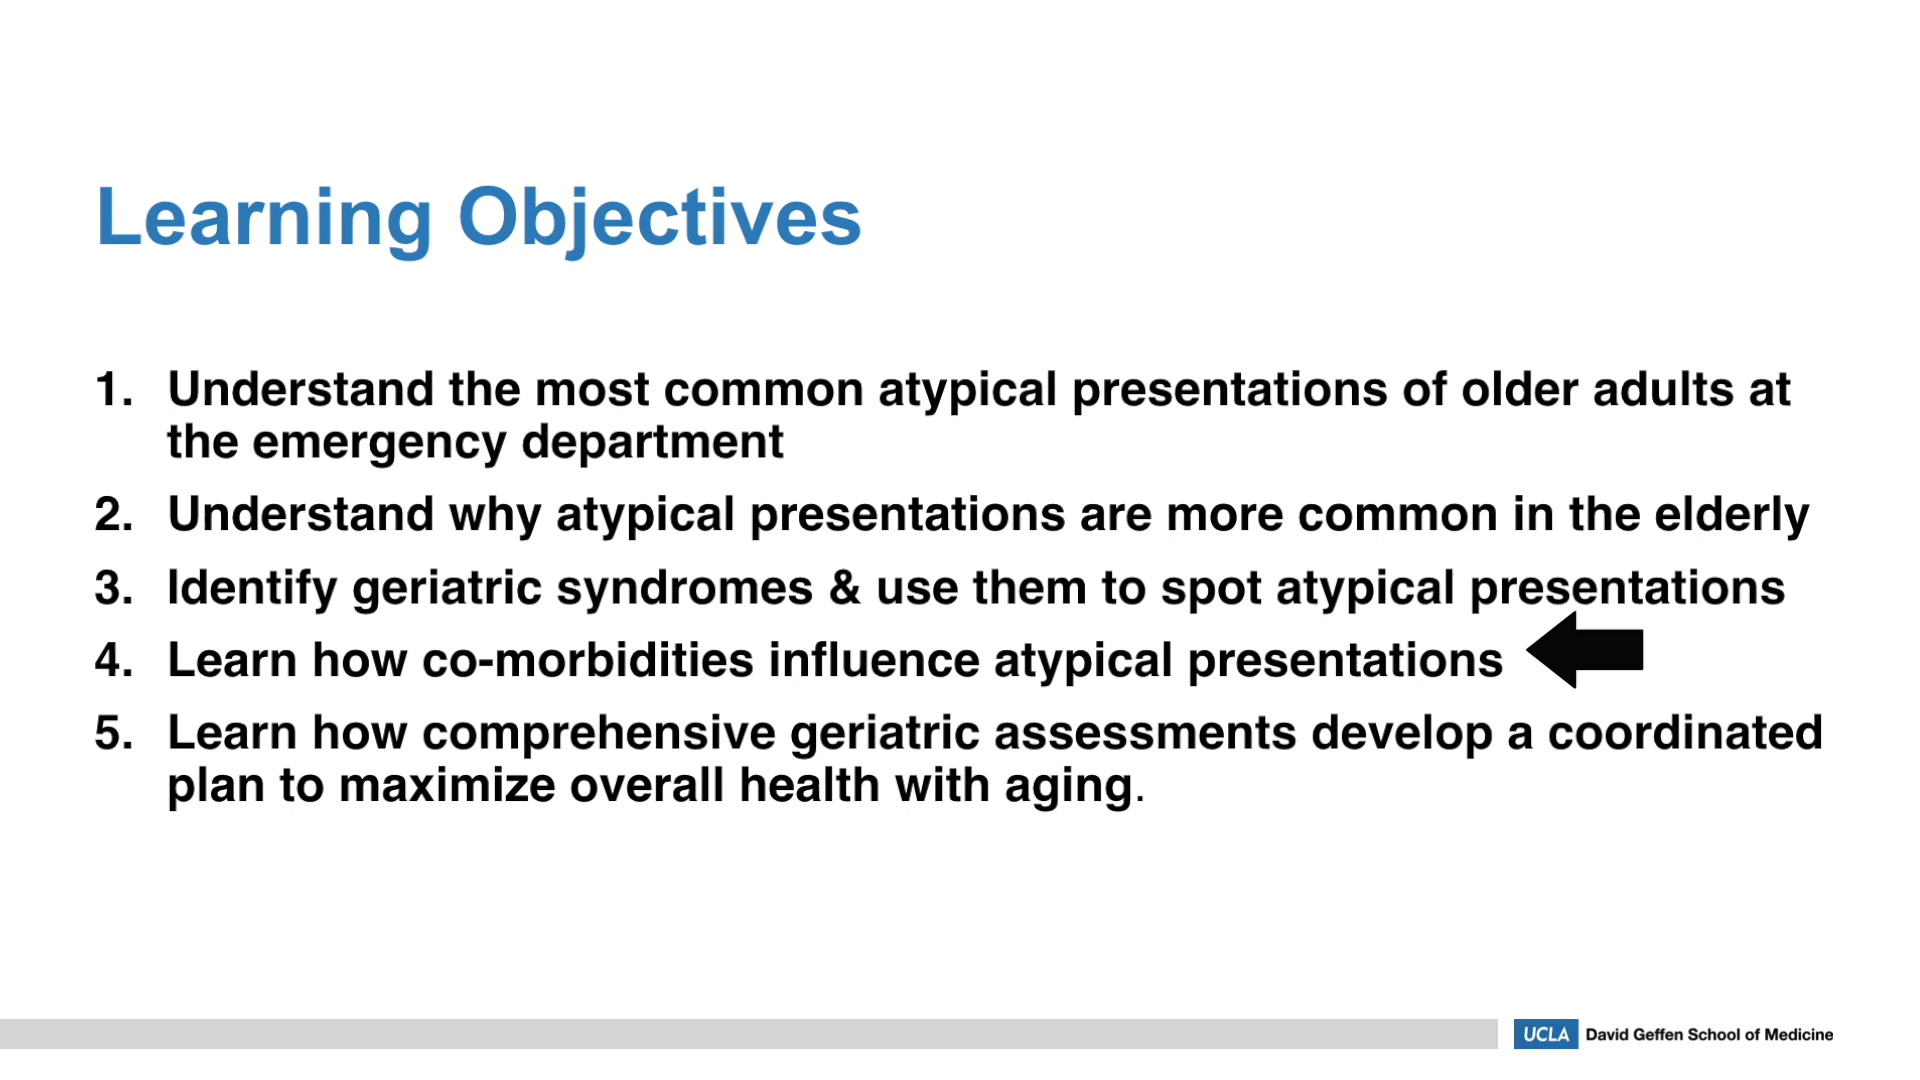 Learning Objectives
1. Understand the most common atypical presentations of older adults at
the emergency department
2. Understand why atypical presentations are more common in the elderly
3. Identify geriatric syndromes & use them to spot atypical presentations
4. Learn how co-morbidities influence atypical presentations
5. Learn how comprehensive geriatric assessments develop a coordinated
plan to maximize overall health with aging.
UCLA David Geffen School of Medicine